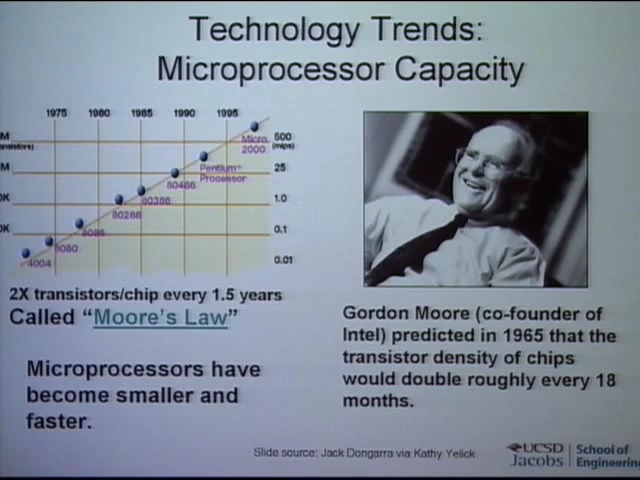 Technology Trends:
Microprocessor Capacity
1975 1980 1985 1990 1995
500
(mips)
25
1.0
0.1
0.01
Micro
2000
Pentium
Processor
80486
80386
80286
8086
8080
4004
2X transistors/chip every 1.5 years
Called “Moore’s Law”
Microprocessors have
become smaller and
faster.
Gordon Moore (co-founder of
Intel) predicted in 1965 that the
transistor density of chips
would double roughly every 18
months.
Slide source: Jack Dongarra via Kathy Yelick
UCSD
Jacobs
School of
Engineering